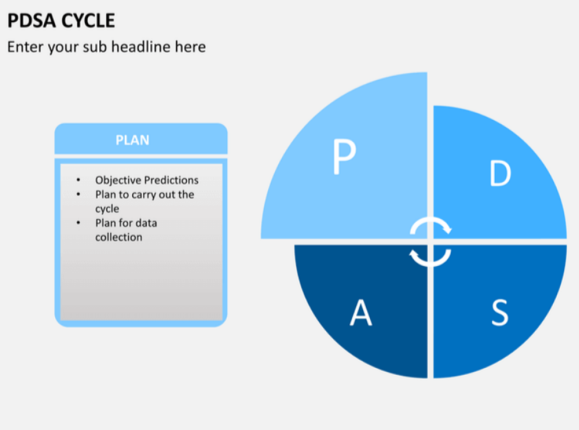 PDSA CYCLE
Enter your sub headline here
PLAN
• Objective Predictions
• Plan to carry out the
cycle
• Plan for data
collection
P
D
A
S